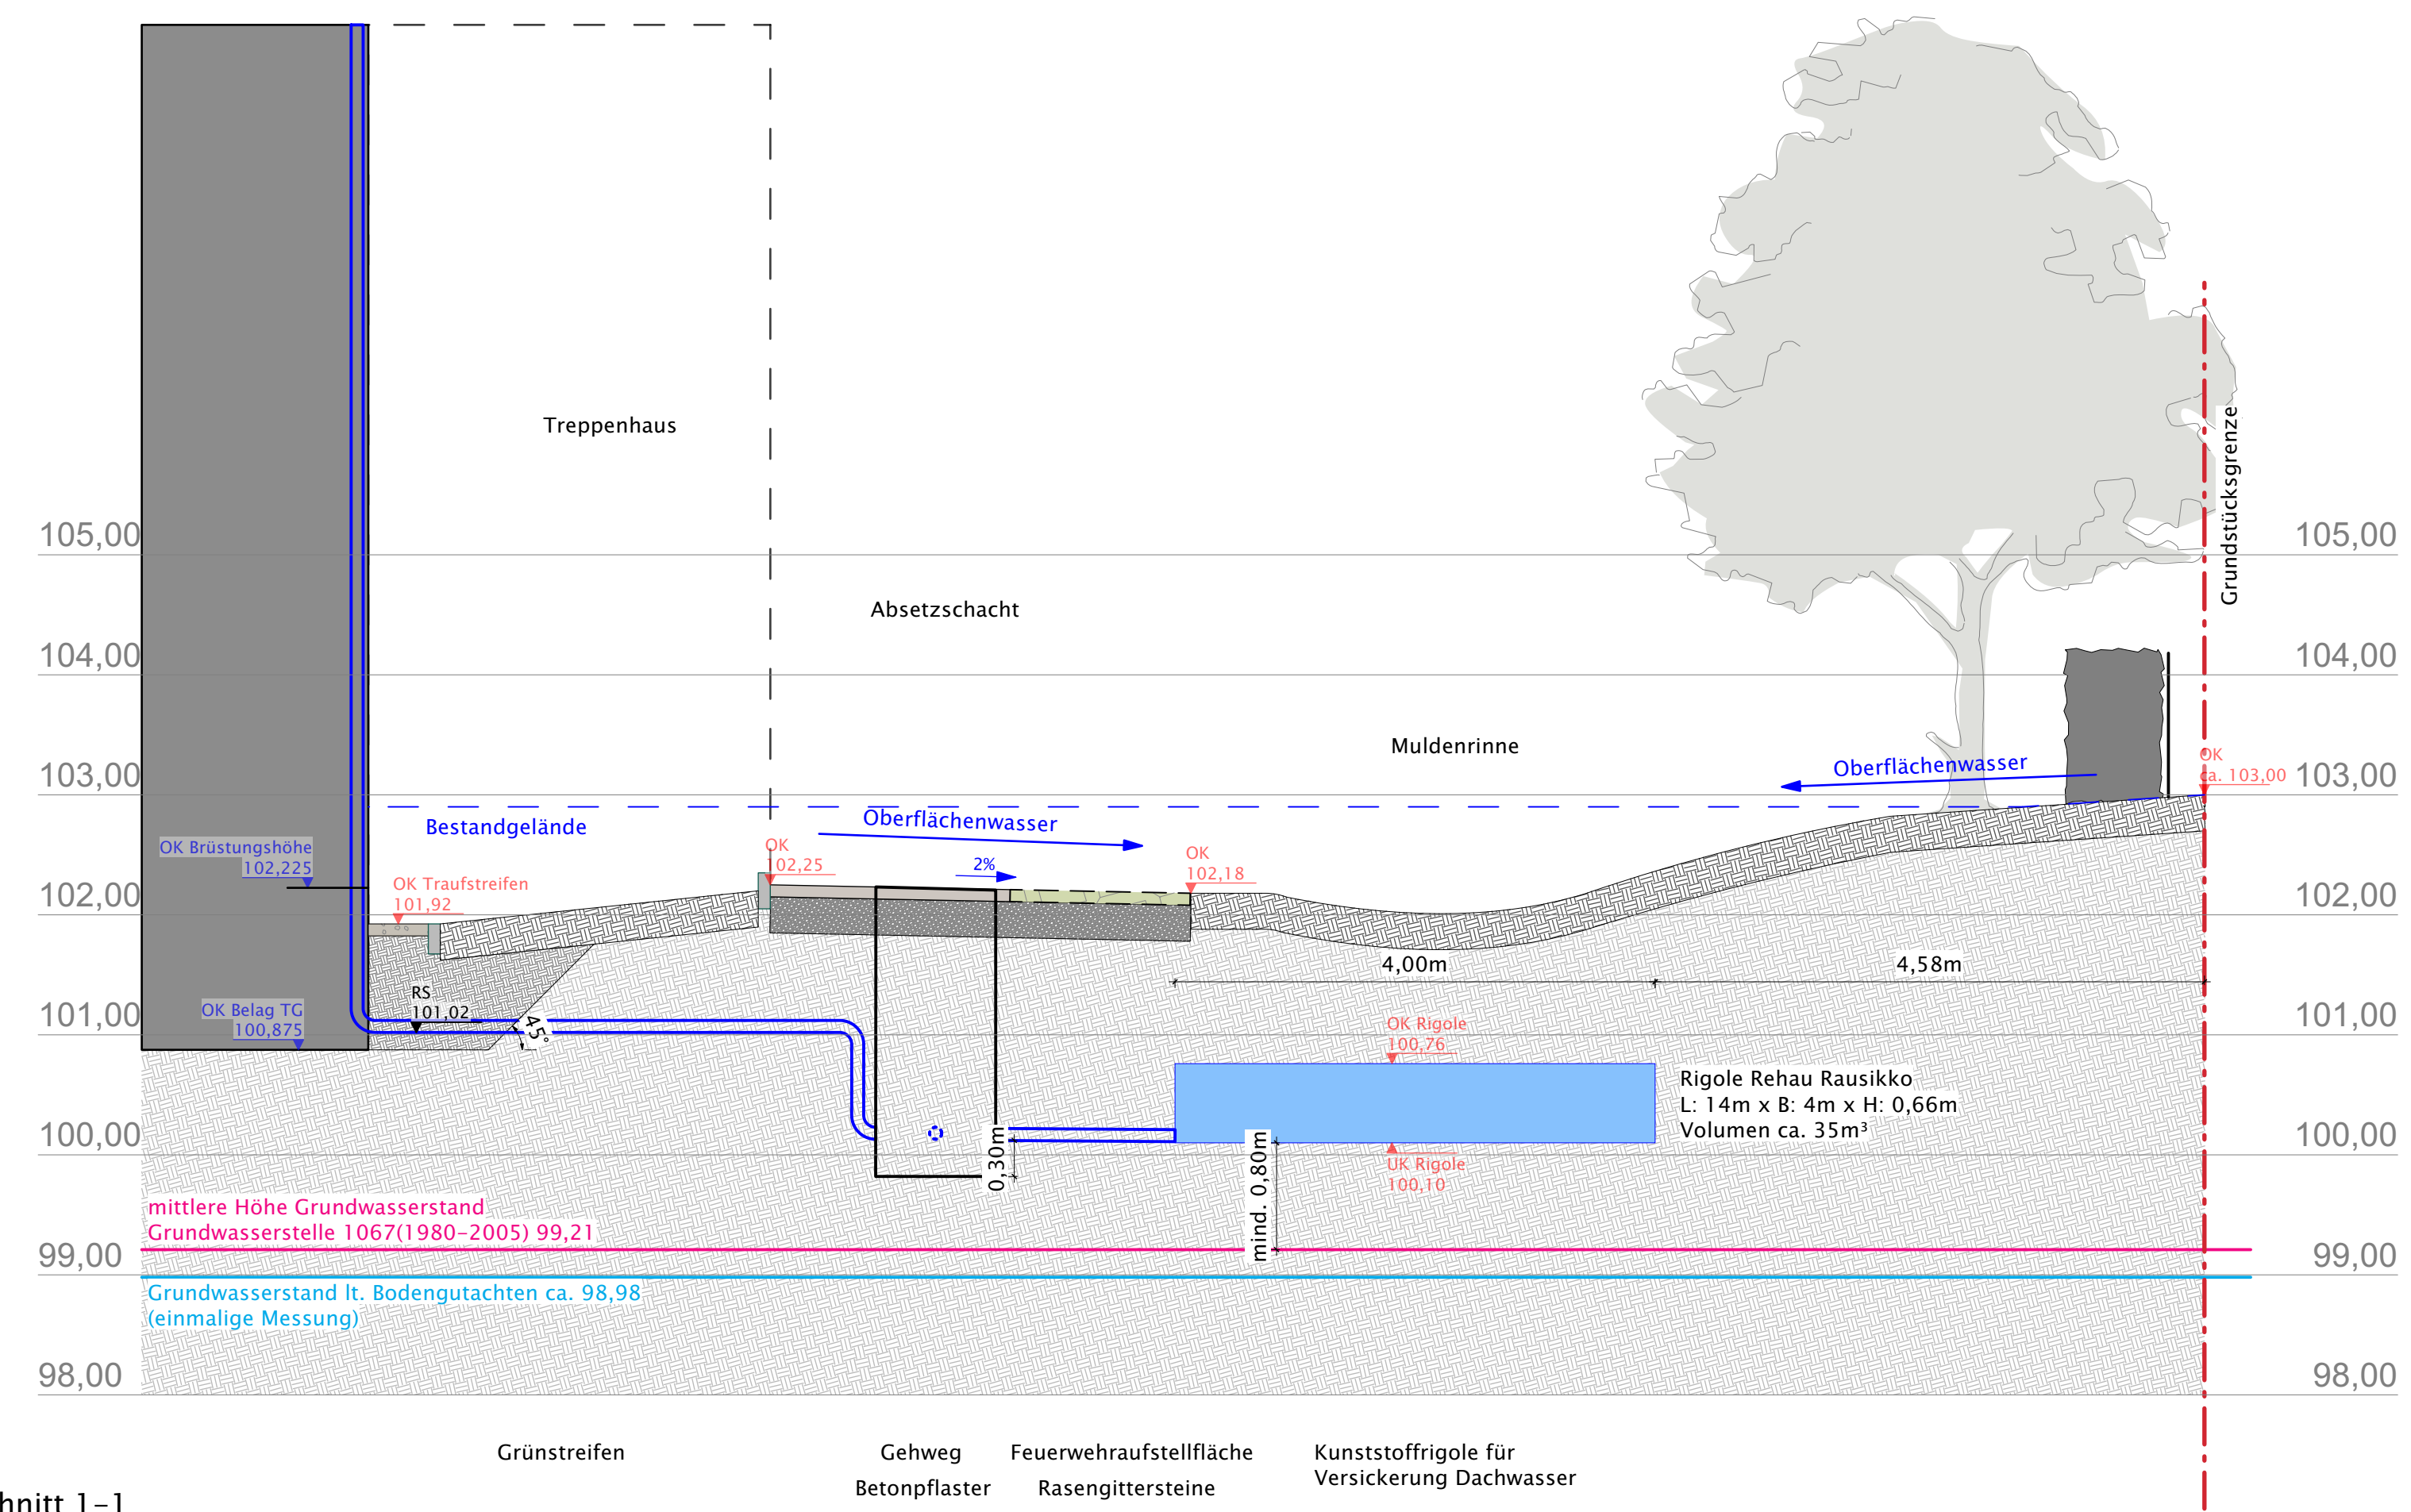 Treppenhaus
Grundstücksgrenze
105,00
105,00
Absetzschacht
104,00
104,00
Muldenrinne
Oberflächenwasser
OK
ca. 103,00
103,00
103,00
Bestandgelände
Oberflächenwasser
OK Brüstungshöhe
102,225
OK
102,25
2%
OK
102,18
OK Traufstreifen
101,92
102,00
102,00
4,00m
4,58m
RS
101,02
OK Belag TG
100,875
45°
101,00
101,00
OK Rigole
100,76
Rigole Rehau Rausikko
L: 14m x B: 4m x H: 0,66m
Volumen ca. 35m³
100,00
100,00
0,30m
mind. 0,80m
UK Rigole
100,10
mittlere Höhe Grundwasserstand
Grundwasserstelle 1067(1980-2005) 99,21
99,00
99,00
Grundwasserstand lt. Bodengutachten ca. 98,98
(einmalige Messung)
98,00
98,00
Grünstreifen
Gehweg
Betonpflaster
Feuerwehraufstellfläche
Rasengittersteine
Kunststoffrigole für
Versickerung Dachwasser
hnitt 1-1